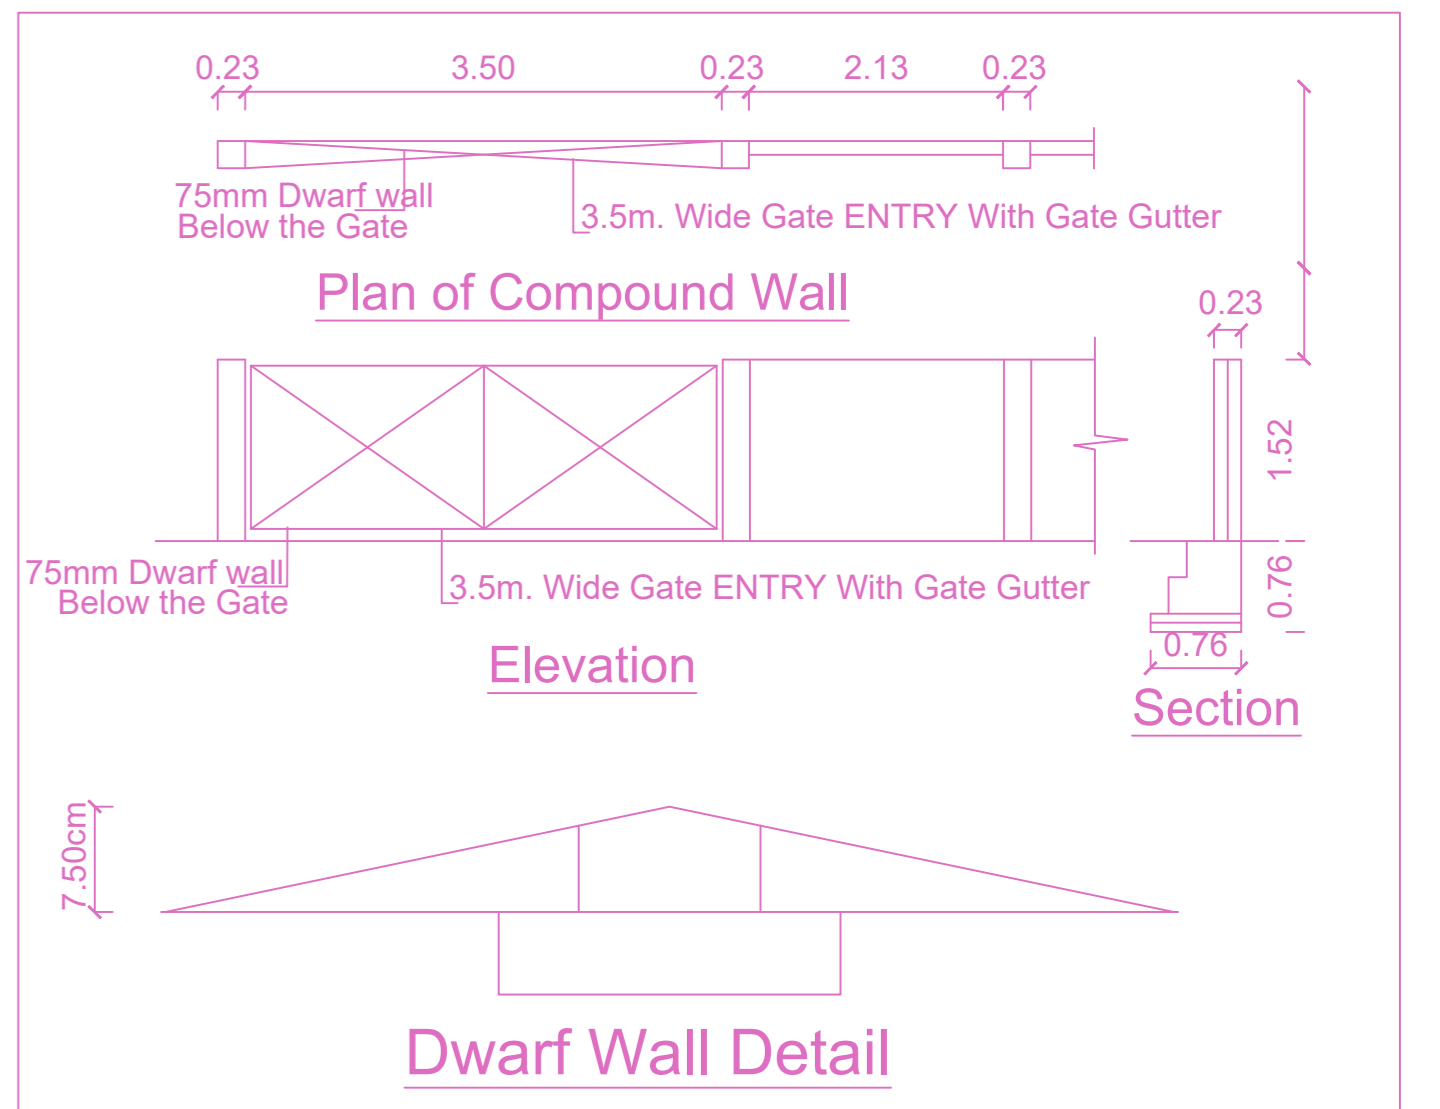 0.23 3.50 0.23 2.13 0.23
75mm Dwarf wall
Below the Gate
3.5m. Wide Gate ENTRY With Gate Gutter
Plan of Compound Wall
0.23
1.52
0.76
0.76
Section
75mm Dwarf wall
Below the Gate
3.5m. Wide Gate ENTRY With Gate Gutter
Elevation
7.50cm
Dwarf Wall Detail